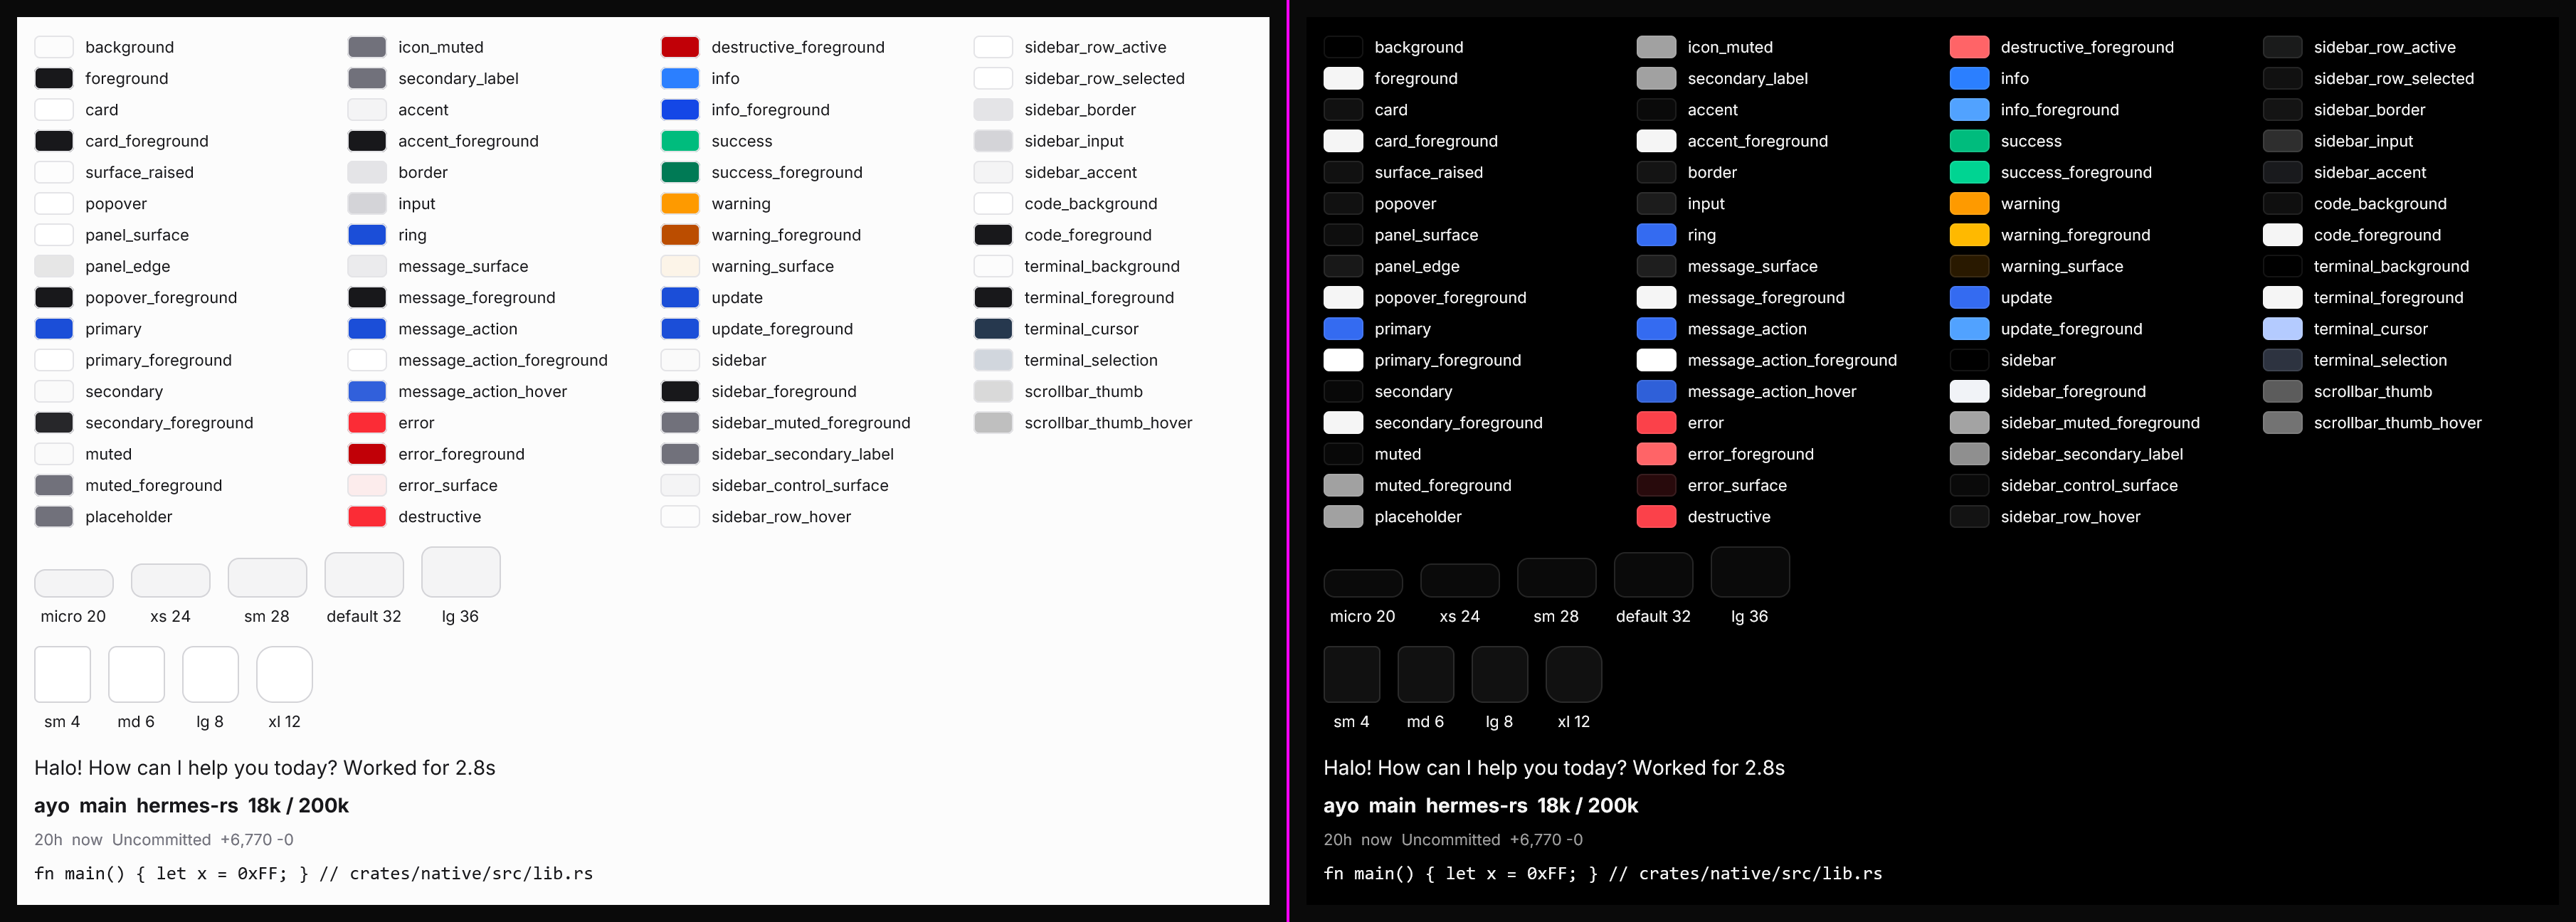 background
foreground
card
card_foreground
surface_raised
popover
panel_surface
panel_edge
popover_foreground
primary
primary_foreground
secondary
secondary_foreground
muted
muted_foreground
placeholder
icon_muted
secondary_label
accent
accent_foreground
border
input
ring
message_surface
message_foreground
message_action
message_action_foreground
message_action_hover
error
error_foreground
error_surface
destructive
destructive_foreground
info
info_foreground
success
success_foreground
warning
warning_foreground
warning_surface
update
update_foreground
sidebar
sidebar_foreground
sidebar_muted_foreground
sidebar_secondary_label
sidebar_control_surface
sidebar_row_hover
sidebar_row_active
sidebar_row_selected
sidebar_border
sidebar_input
sidebar_accent
code_background
code_foreground
terminal_background
terminal_foreground
terminal_cursor
terminal_selection
scrollbar_thumb
scrollbar_thumb_hover
micro 20
xs 24
sm 28
default 32
lg 36
sm 4
md 6
lg 8
xl 12
Halo! How can I help you today? Worked for 2.8s
ayo main hermes-rs 18k / 200k
20h now Uncommitted +6,770 -0
fn main() { let x = 0xFF; } // crates/native/src/lib.rs
background
foreground
card
card_foreground
surface_raised
popover
panel_surface
panel_edge
popover_foreground
primary
primary_foreground
secondary
secondary_foreground
muted
muted_foreground
placeholder
icon_muted
secondary_label
accent
accent_foreground
border
input
ring
message_surface
message_foreground
message_action
message_action_foreground
message_action_hover
error
error_foreground
error_surface
destructive
destructive_foreground
info
info_foreground
success
success_foreground
warning
warning_foreground
warning_surface
update
update_foreground
sidebar
sidebar_foreground
sidebar_muted_foreground
sidebar_secondary_label
sidebar_control_surface
sidebar_row_hover
sidebar_row_active
sidebar_row_selected
sidebar_border
sidebar_input
sidebar_accent
code_background
code_foreground
terminal_background
terminal_foreground
terminal_cursor
terminal_selection
scrollbar_thumb
scrollbar_thumb_hover
micro 20
xs 24
sm 28
default 32
lg 36
sm 4
md 6
lg 8
xl 12
Halo! How can I help you today? Worked for 2.8s
ayo main hermes-rs 18k / 200k
20h now Uncommitted +6,770 -0
fn main() { let x = 0xFF; } // crates/native/src/lib.rs